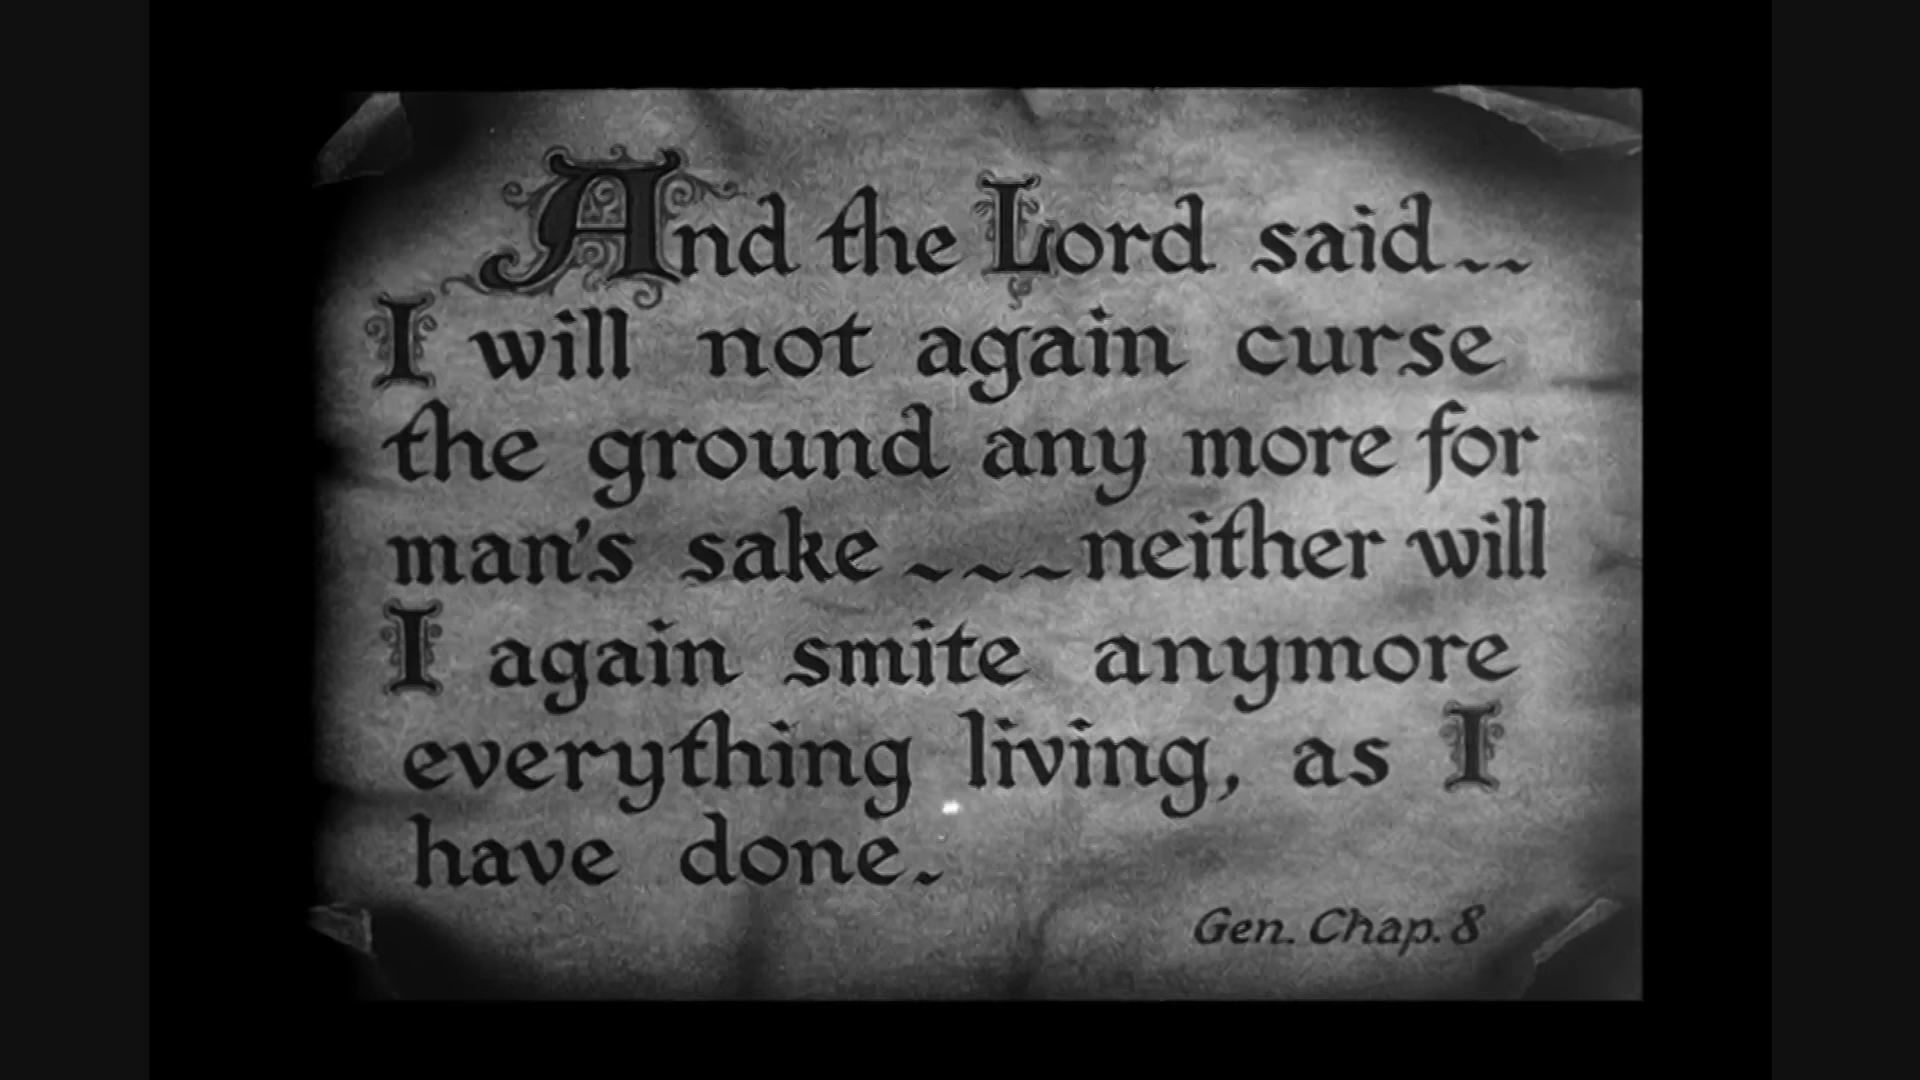 And the Lord said~~
I will not again curse
the ground any more for
man's sake ~~~neither will
I again smite anymore
everything living, as I
have done.
Gen. Chap. 8